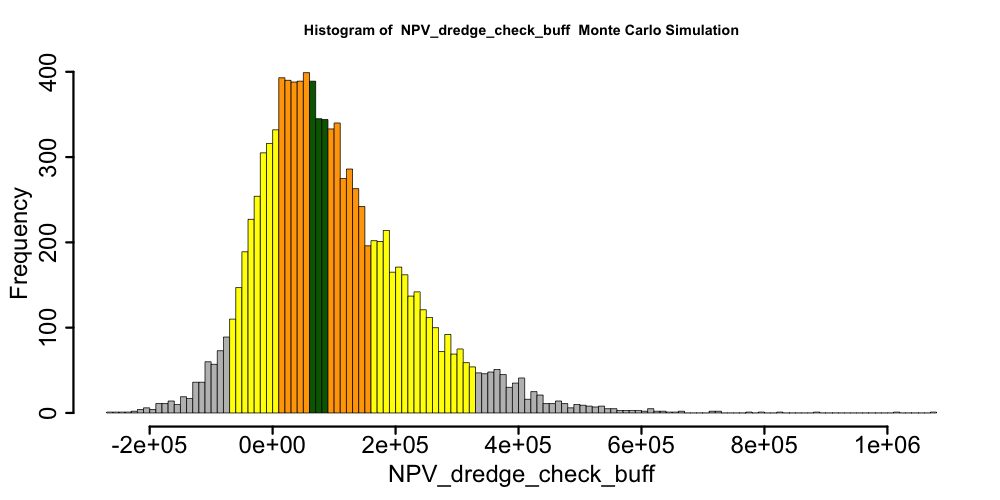 Histogram of  NPV_dredge_check_buff  Monte Carlo Simulation
Frequency
400
300
200
100
0
-2e+05 0e+00 2e+05 4e+05 6e+05 8e+05 1e+06
NPV_dredge_check_buff